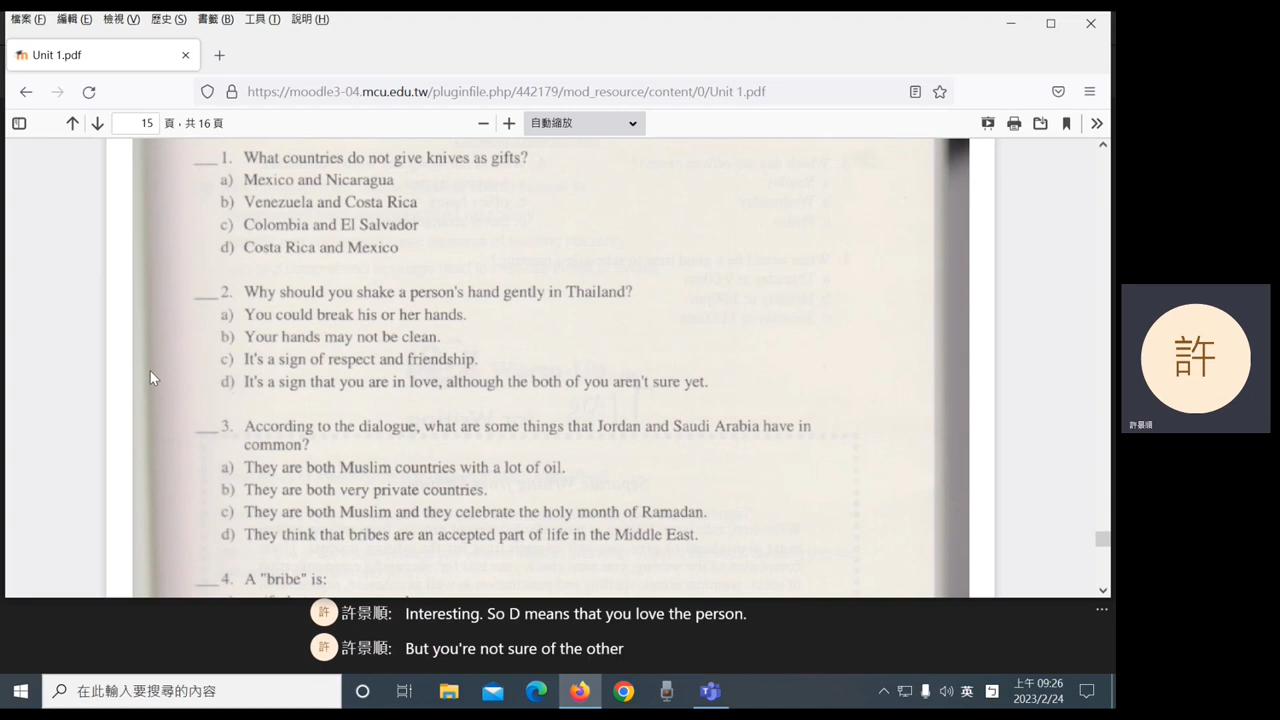 檔案 (F) 編輯 (E) 檢視 (V) 歷史 (S) 書籤 (B) 工具 (T) 說明 (H)
Unit 1.pdf
https://moodle3-04.mcu.edu.tw/pluginfile.php/442179/mod_resource/content/0/Unit 1.pdf
15 頁，共 16 頁
自動縮放
___ 1. What countries do not give knives as gifts?
a) Mexico and Nicaragua
b) Venezuela and Costa Rica
c) Colombia and El Salvador
d) Costa Rica and Mexico
___ 2. Why should you shake a person's hand gently in Thailand?
a) You could break his or her hands.
b) Your hands may not be clean.
c) It's a sign of respect and friendship.
d) It's a sign that you are in love, although the both of you aren't sure yet.
___ 3. According to the dialogue, what are some things that Jordan and Saudi Arabia have in
common?
a) They are both Muslim countries with a lot of oil.
b) They are both very private countries.
c) They are both Muslim and they celebrate the holy month of Ramadan.
d) They think that bribes are an accepted part of life in the Middle East.
___ 4. A "bribe" is:
許
許景順
許 許景順: Interesting. So D means that you love the person.
許 許景順: But you're not sure of the other
在此輸入要搜尋的內容
英
上午 09:26
2023/2/24